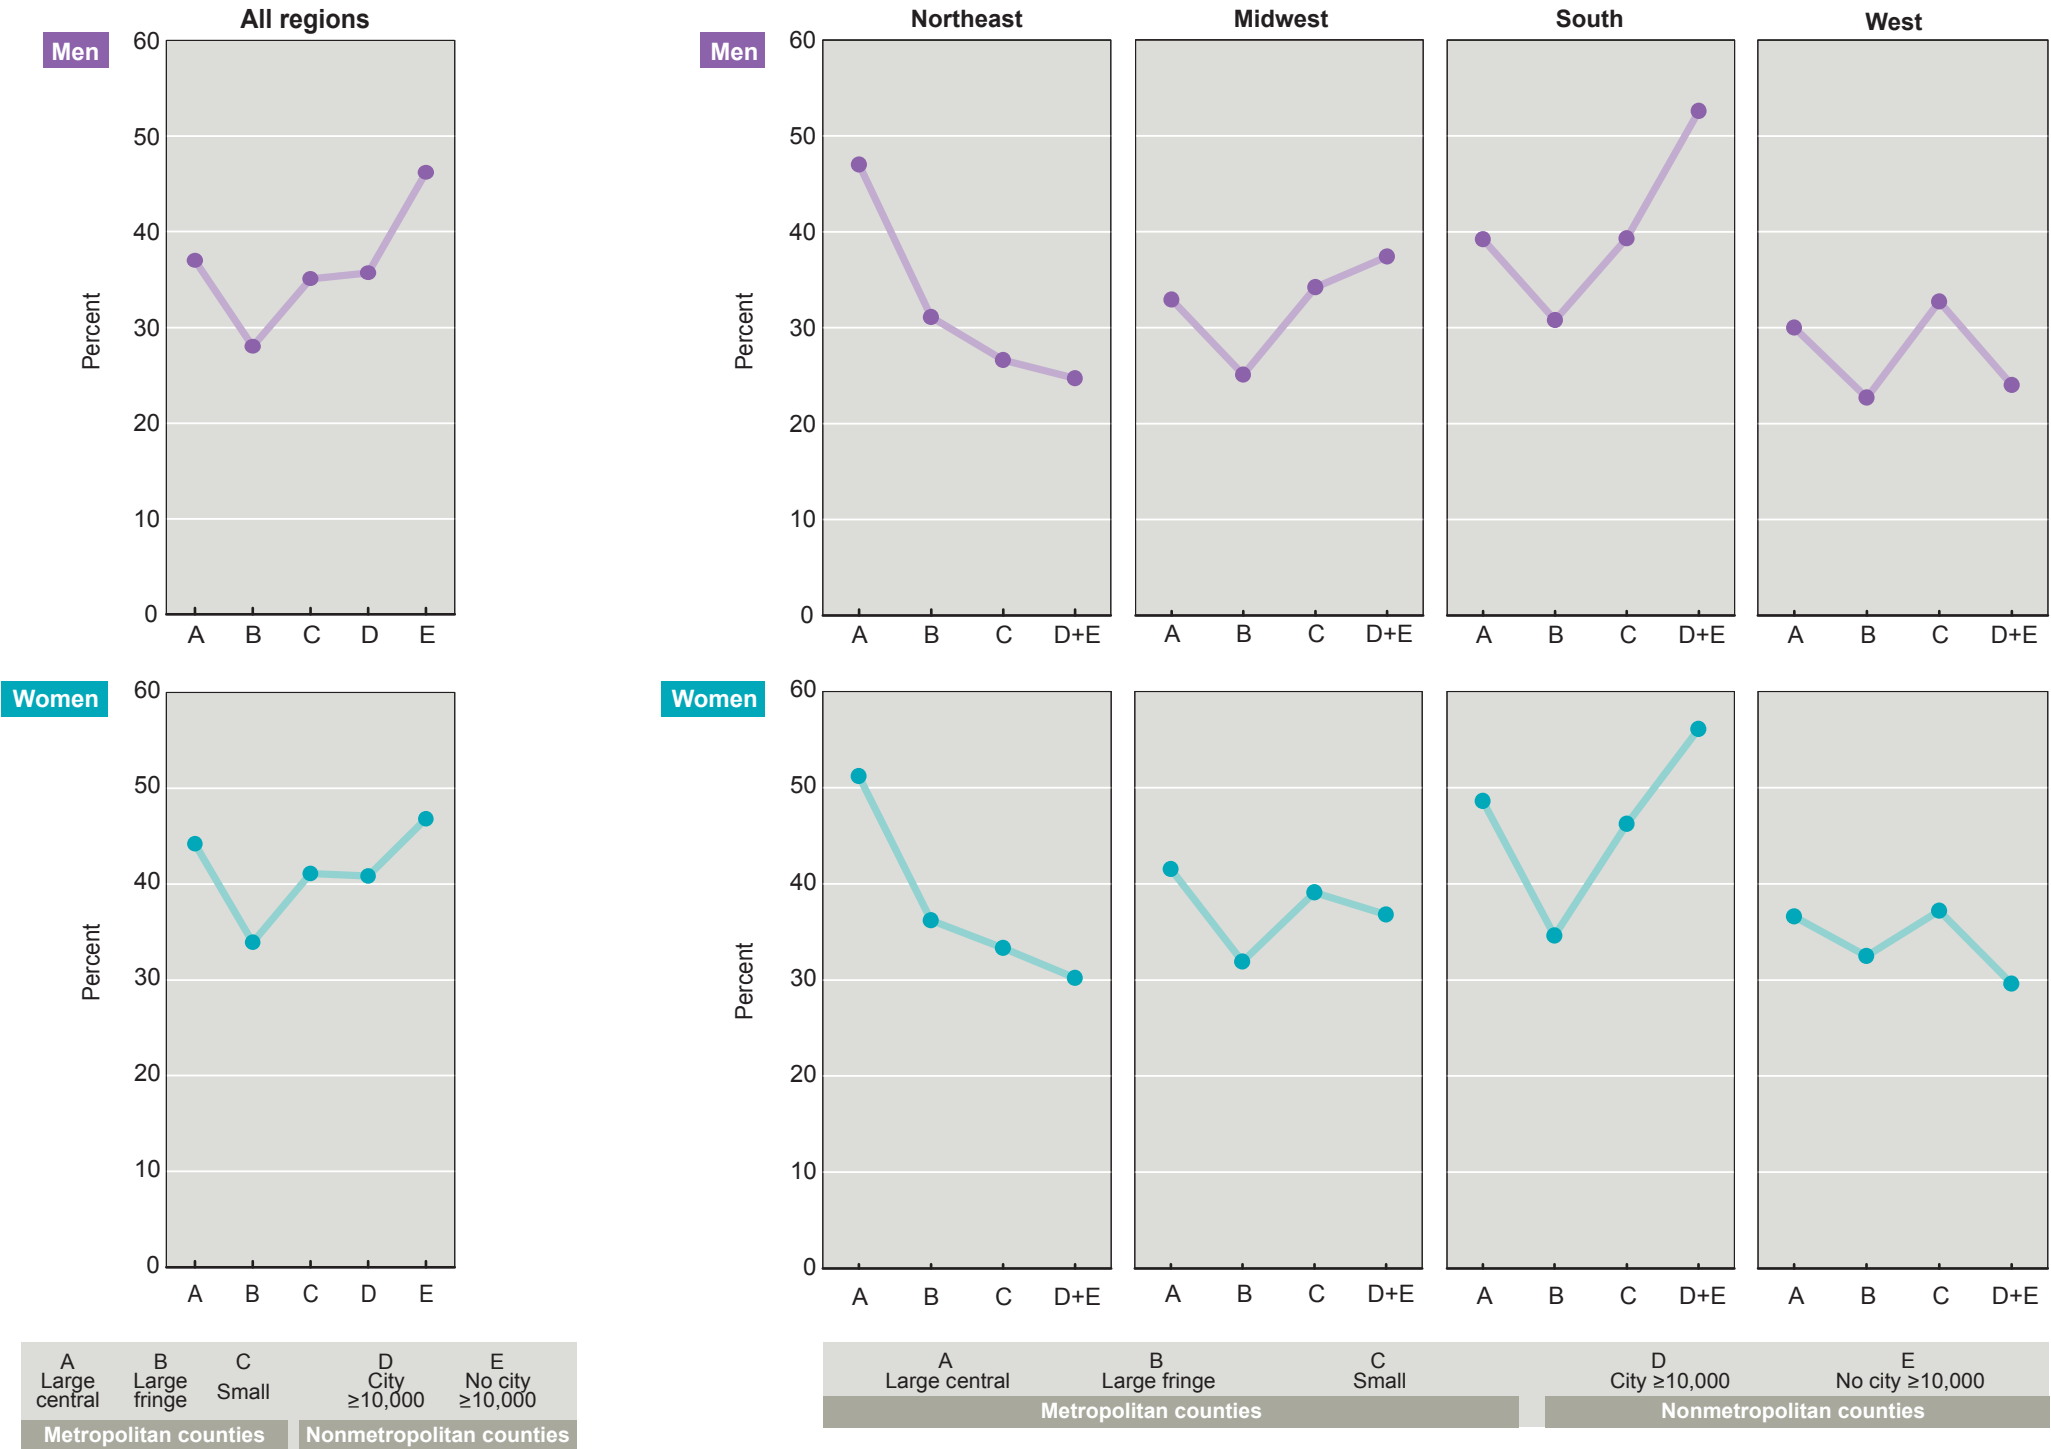 All regions
Men
60
50
40
30
20
10
0
Percent
A B C D E
Northeast Midwest South West
Men
60
50
40
30
20
10
0
Percent
A B C D+E A B C D+E A B C D+E A B C D+E
Women
60
50
40
30
20
10
0
Percent
A B C D E
Women
60
50
40
30
20
10
0
Percent
A B C D+E A B C D+E A B C D+E A B C D+E
A B C D E
Large Large Small City No city
central fringe ≥10,000 ≥10,000
Metropolitan counties Nonmetropolitan counties
A B C D E
Large central Large fringe Small City ≥10,000 No city ≥10,000
Metropolitan counties Nonmetropolitan counties